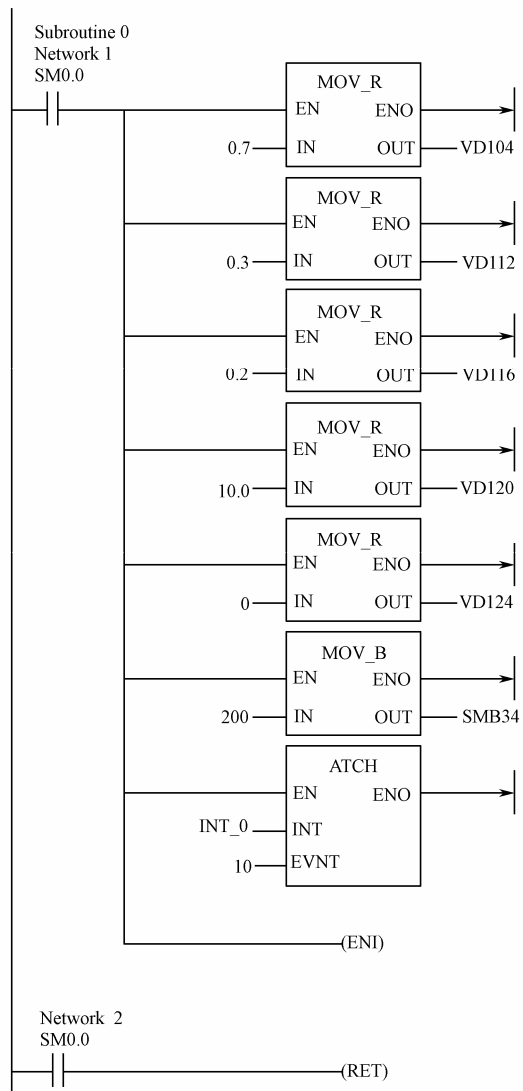 Subroutine 0
Network 1
SM0.0
MOV_R
EN ENO
0.7 IN OUT VD104
MOV_R
EN ENO
0.3 IN OUT VD112
MOV_R
EN ENO
0.2 IN OUT VD116
MOV_R
EN ENO
10.0 IN OUT VD120
MOV_R
EN ENO
0 IN OUT VD124
MOV_B
EN ENO
200 IN OUT SMB34
ATCH
EN ENO
INT_0 INT
10 EVNT
(ENI)
Network 2
SM0.0
(RET)